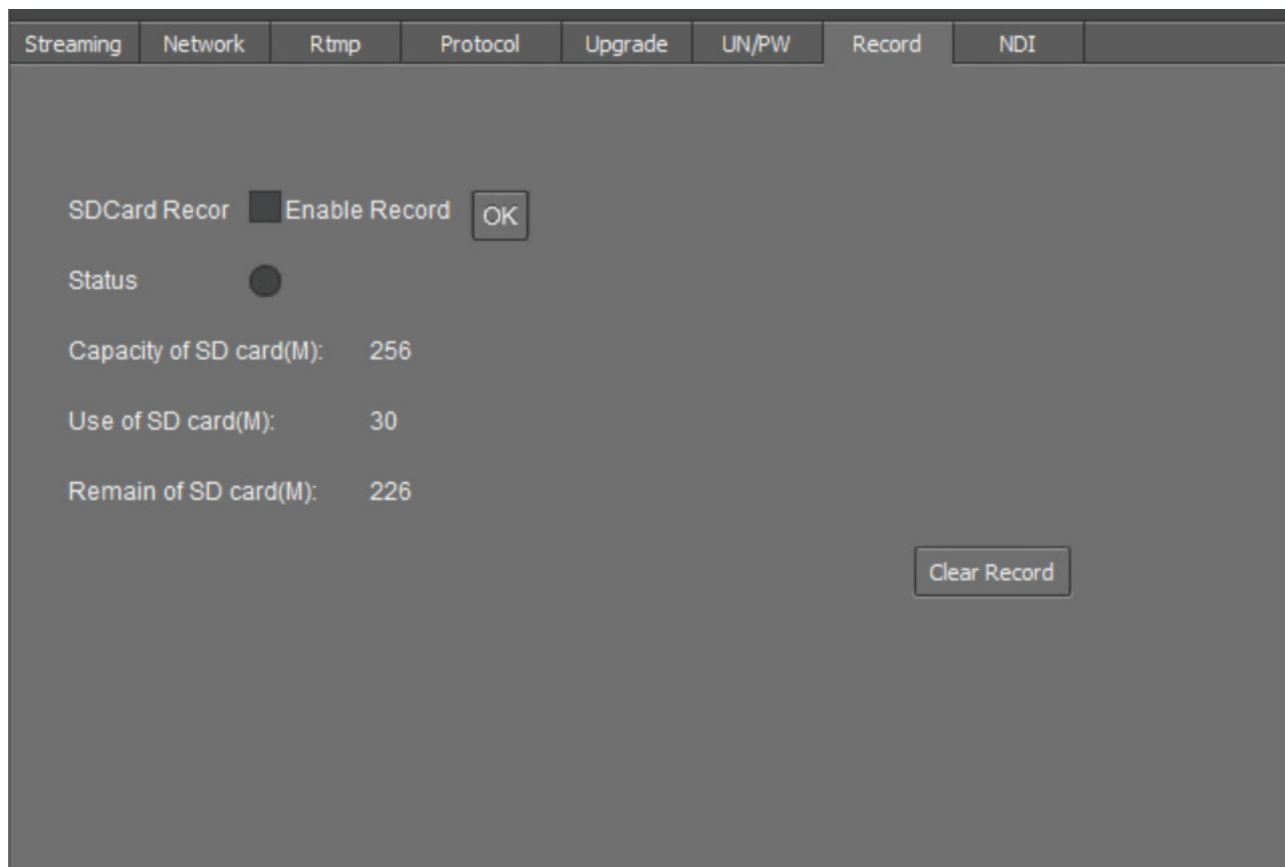 Streaming Network Rtmp Protocol Upgrade UN/PW Record NDI
SDCard Recor Enable Record OK
Status
Capacity of SD card(M): 256
Use of SD card(M): 30
Remain of SD card(M): 226
Clear Record